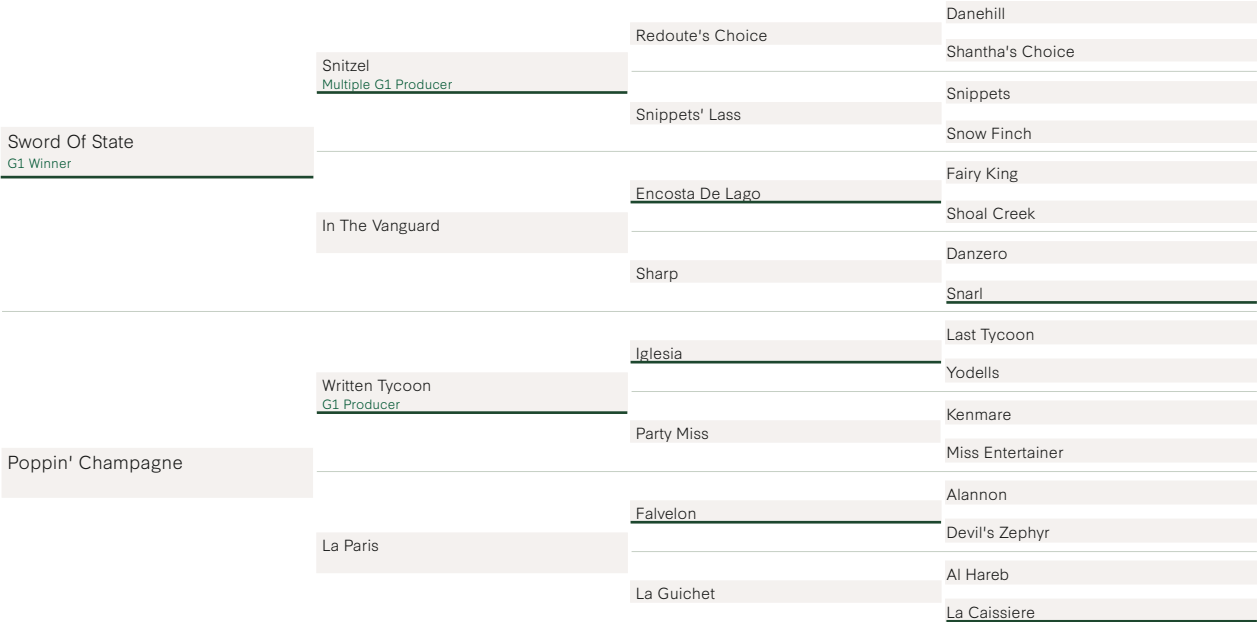 Sword Of State
G1 Winner
Poppin' Champagne
Snitzel
Multiple G1 Producer
In The Vanguard
Written Tycoon
G1 Producer
La Paris
Redoute's Choice
Snippets' Lass
Encosta De Lago
Sharp
Iglesia
Party Miss
Falvelon
La Guichet
Danehill
Shantha's Choice
Snippets
Snow Finch
Fairy King
Shoal Creek
Danzero
Snarl
Last Tycoon
Yodells
Kenmare
Miss Entertainer
Alannon
Devil's Zephyr
Al Hareb
La Caissiere